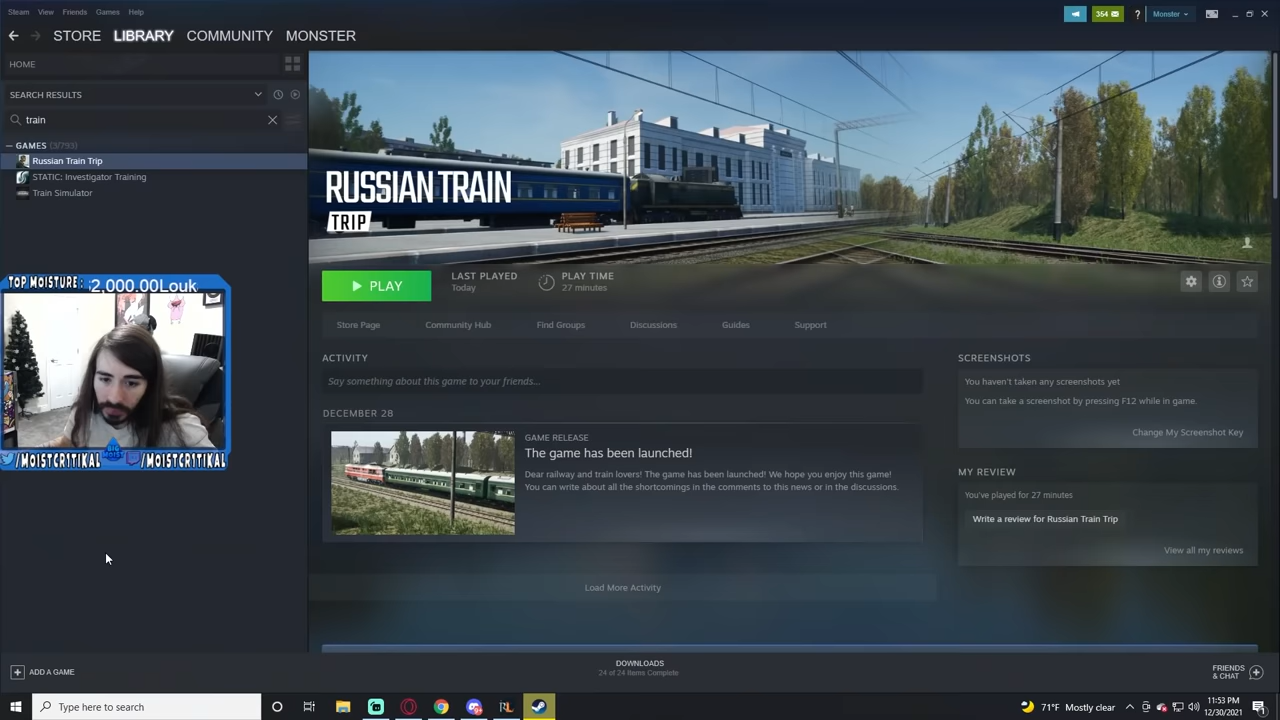 Steam View Friends Games Help
354
?
Monster
STORE LIBRARY COMMUNITY MONSTER
HOME
SEARCH RESULTS
train
GAMES (3/793)
Russian Train Trip
STATIC: Investigator Training
Train Simulator
RUSSIAN TRAIN
TRIP
PLAY
LAST PLAYED
Today
PLAY TIME
27 minutes
Store Page Community Hub Find Groups Discussions Guides Support
ACTIVITY
Say something about this game to your friends...
DECEMBER 28
GAME RELEASE
The game has been launched!
Dear railway and train lovers! The game has been launched! We hope you enjoy this game!
You can write about all the shortcomings in the comments to this news or in the discussions.
Load More Activity
SCREENSHOTS
You haven't taken any screenshots yet
You can take a screenshot by pressing F12 while in game.
Change My Screenshot Key
MY REVIEW
You've played for 27 minutes
Write a review for Russian Train Trip
View all my reviews
TOP MOISTURE: 2,000.00Louk
/MOISTCR1TIKAL
BIG MOIST
/MOISTCR1TIKAL
ADD A GAME
DOWNLOADS
24 of 24 Items Complete
FRIENDS
& CHAT
Type here to search
71°F Mostly clear
11:53 PM
12/30/2021